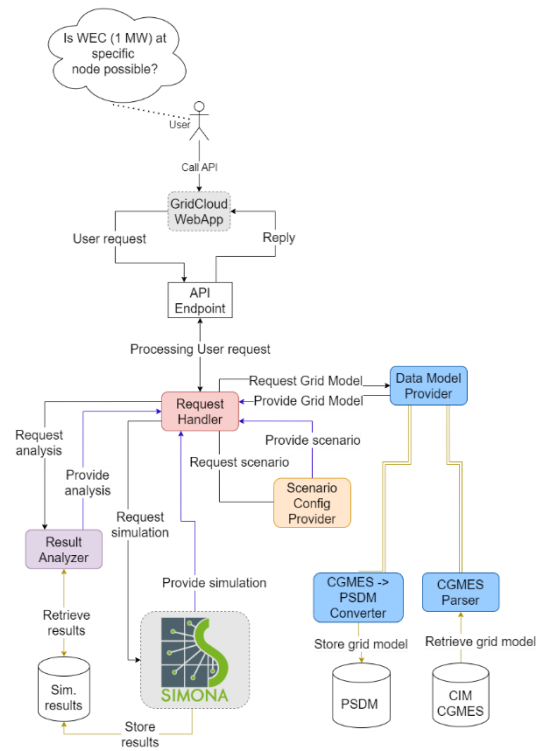 Is WEC (1 MW) at
specific
node possible?
User
Call API
GridCloud
WebApp
User request
Reply
API
Endpoint
Processing User request
Request Grid Model
Data Model
Provider
Provide Grid Model
Request
Handler
Request
analysis
Provide scenario
Request scenario
Provide
analysis
Scenario
Config
Provider
Request
simulation
Result
Analyzer
Provide simulation
CGMES ->
PSDM
Converter
CGMES
Parser
Retrieve
results
Store grid model
Retrieve grid model
SIMONA
Sim.
results
PSDM
CIM
CGMES
Store
results